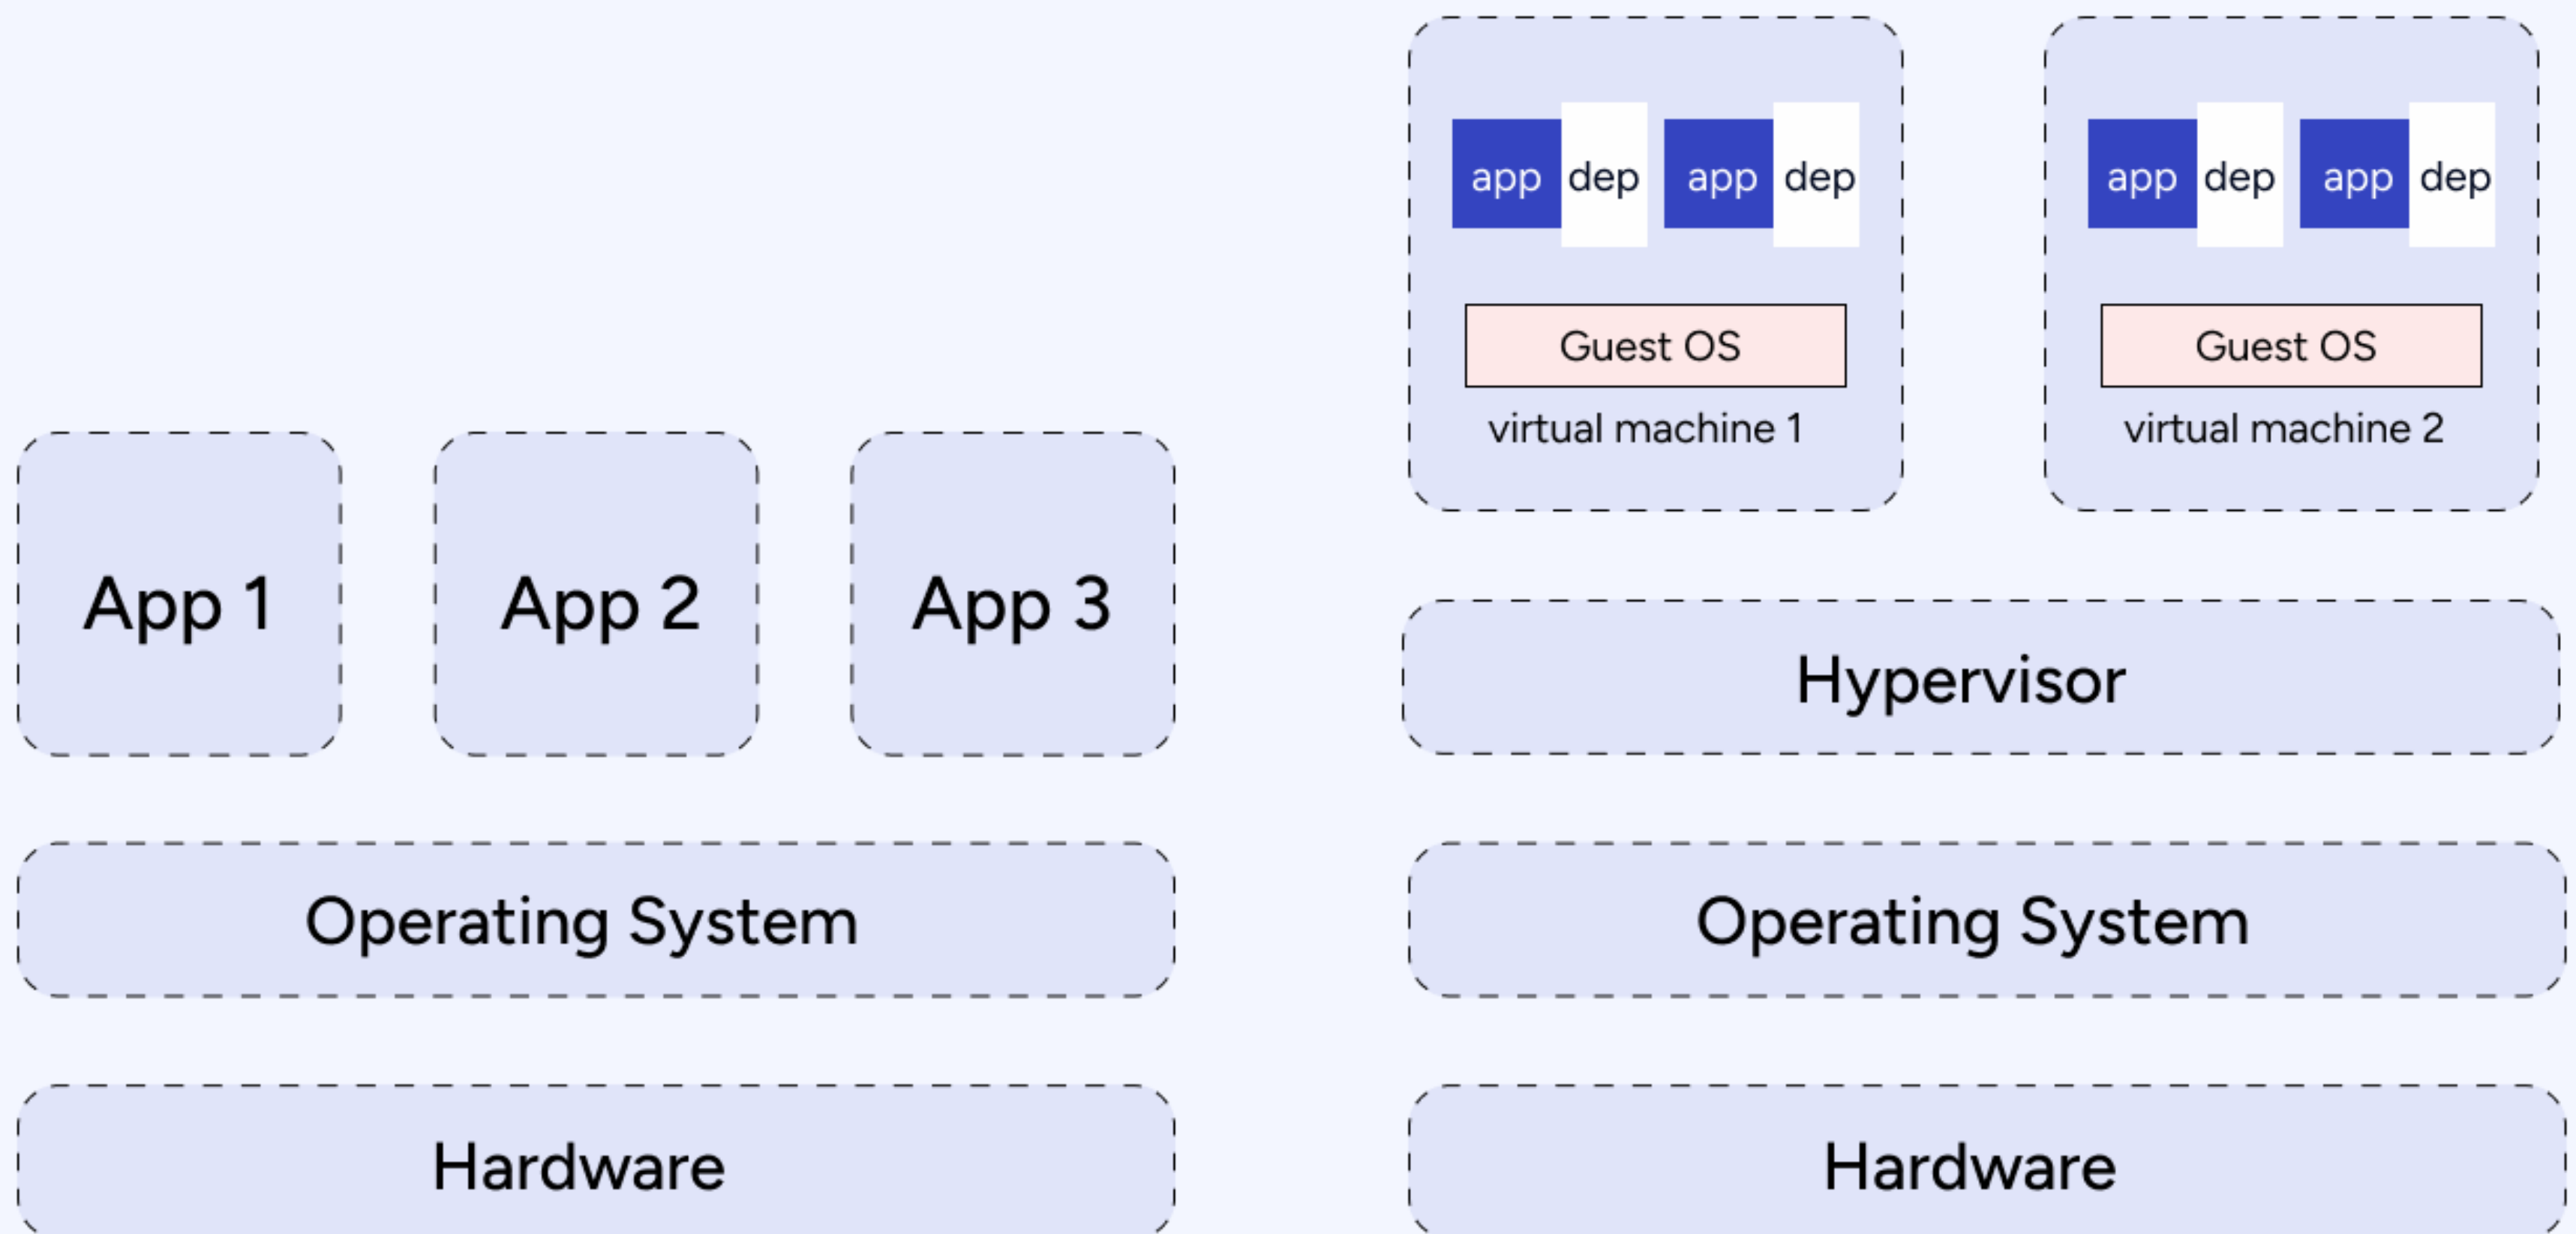 App 1
App 2
App 3
Operating System
Hardware
app dep app dep
Guest OS
virtual machine 1
app dep app dep
Guest OS
virtual machine 2
Hypervisor
Operating System
Hardware